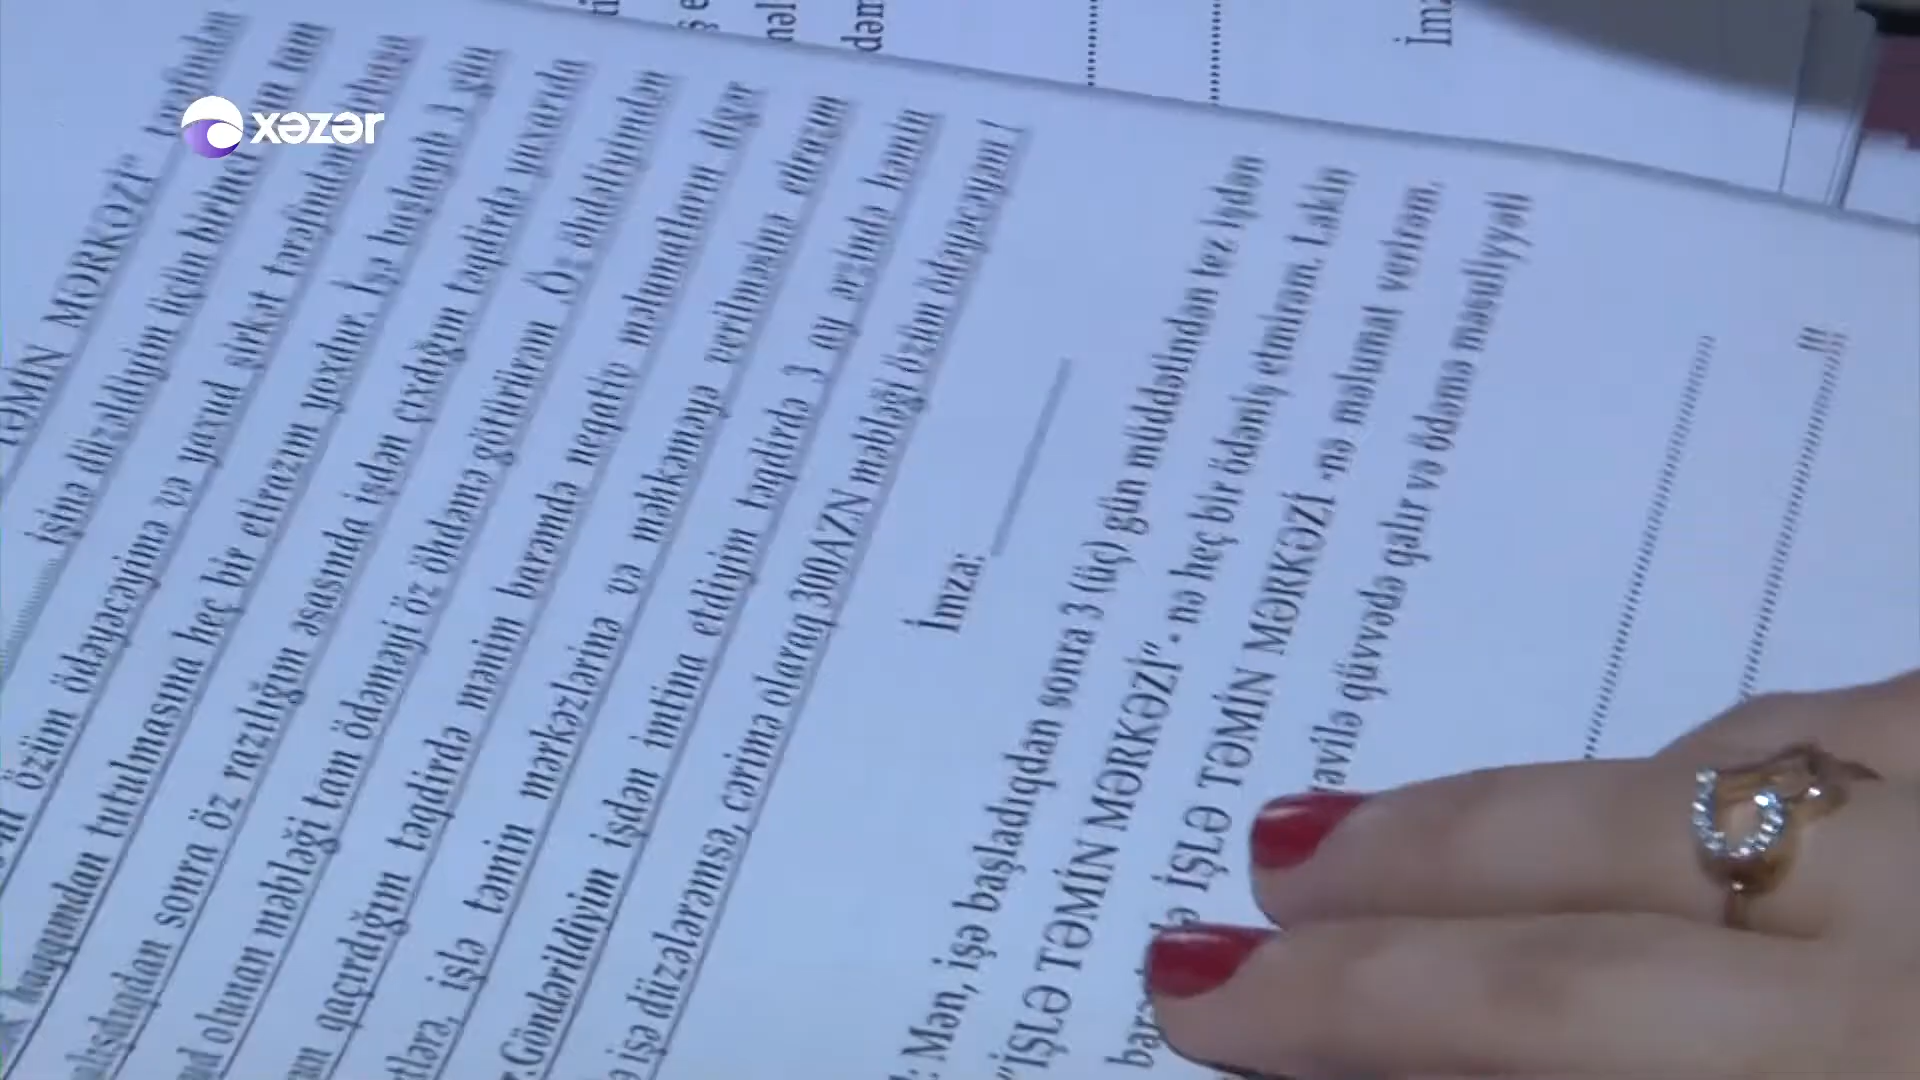 xəzər
TƏMİN MƏRKƏZİ" tərəfindən
işinə düzəldiyim üçün birinci
özüm ödəyəcəyimə və yaxud şirkət tərəfindən
haqqımdan tutulmasına heç bir etirazım yoxdur. İşə başlayıb 3 gün
çalışdıqdan sonra öz razılığım əsasında işdən çıxdığım təqdirdə yuxarıda
olunan məbləği tam ödəməyi öz öhdəmə götürürəm. Öz öhdəliyindən
qaçırdığım təqdirdə mənim barəmdə neqativ məlumatların digər
işlə təmin mərkəzlərinə və məhkəməyə verilməsinə
Göndərildiyim işdən imtina etdiyim təqdirdə 3 ay ərzində həmin
işə düzələrəmsə, cərimə olaraq 300AZN məbləği özüm ödəyəcəyəm!
İmza:
Mən, işə başladıqdan sonra 3 (üç) gün müddətindən tez işdən
"İŞLƏ TƏMİN MƏRKƏZİ" - nə heç bir ödəniş etmirəm. Lakin
İŞLƏ TƏMİN MƏRKƏZİ -nə məlumat verirəm.
qüvvədə qalır və ödəmə məsuliyyəti